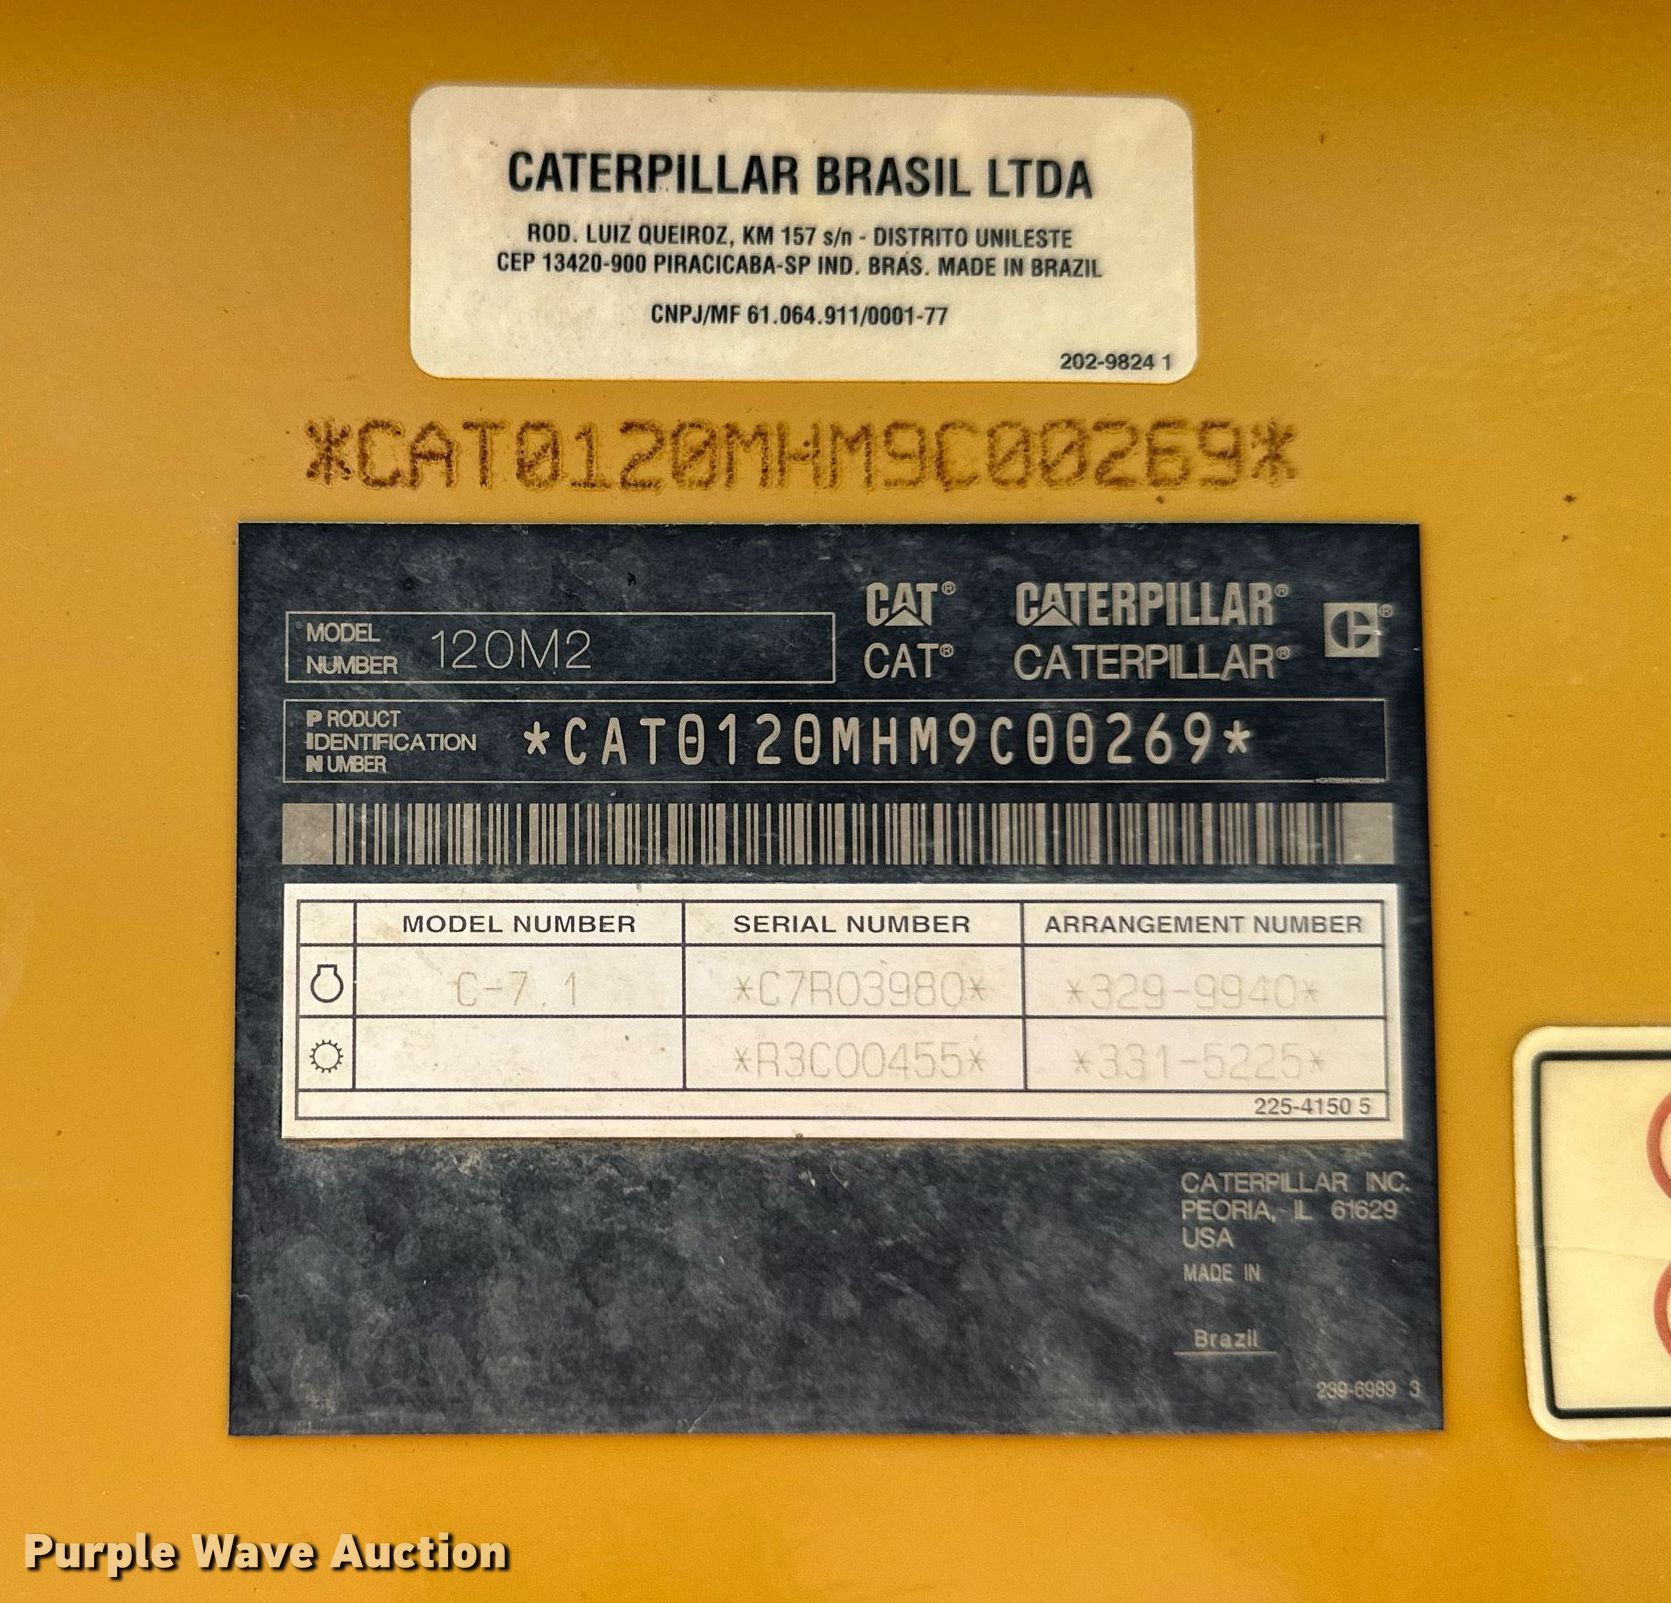 CATERPILLAR BRASIL LTDA
ROD. LUIZ QUEIROZ, KM 157 s/n - DISTRITO UNILESTE
CEP 13420-900 PIRACICABA-SP IND. BRAS. MADE IN BRAZIL
CNPJ/MF 61.064.911/0001-77
202-9824 1
*CAT0120MHM9C00269*
MODEL NUMBER 120M2
CAT® CATERPILLAR® C®
CAT® CATERPILLAR®
PRODUCT IDENTIFICATION NUMBER *CAT0120MHM9C00269*
MODEL NUMBER SERIAL NUMBER ARRANGEMENT NUMBER
C-7.1 *C7R03980* *329-9940*
*R3C00455* *331-5225*
225-4150 5
CATERPILLAR INC.
PEORIA, IL 61629
USA
MADE IN
Brazil
239-6989 3
Purple Wave Auction